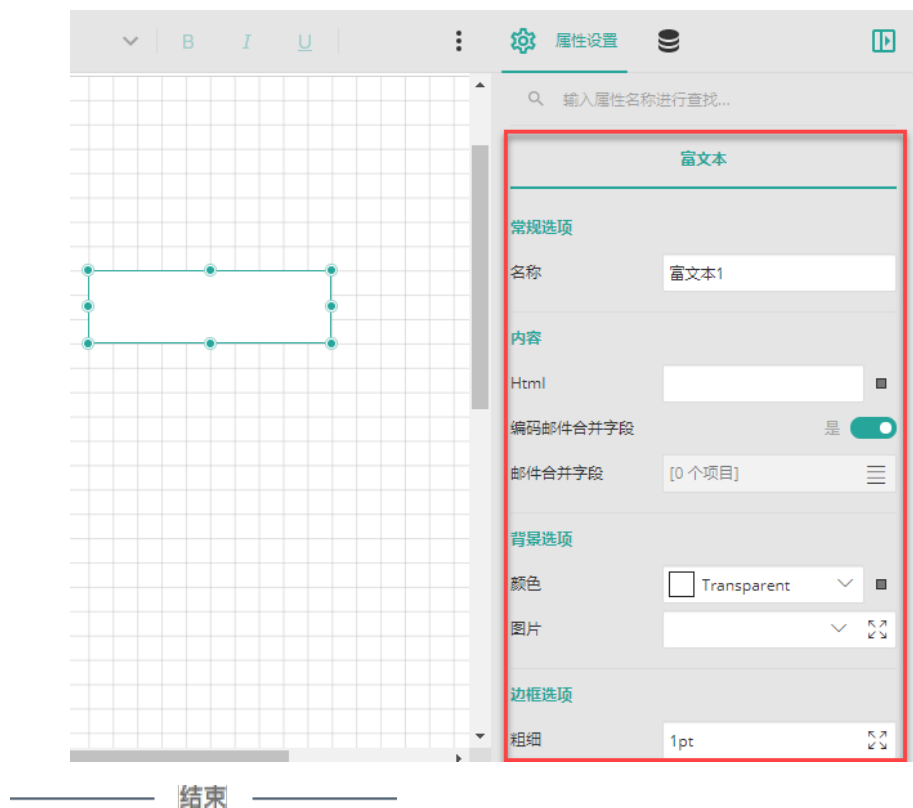 B I U
属性设置
输入属性名称进行查找...
富文本
常规选项
名称 富文本1
内容
Html
编码邮件合并字段 是
邮件合并字段 [0 个项目]
背景选项
颜色 Transparent
图片
边框选项
粗细 1pt
结束